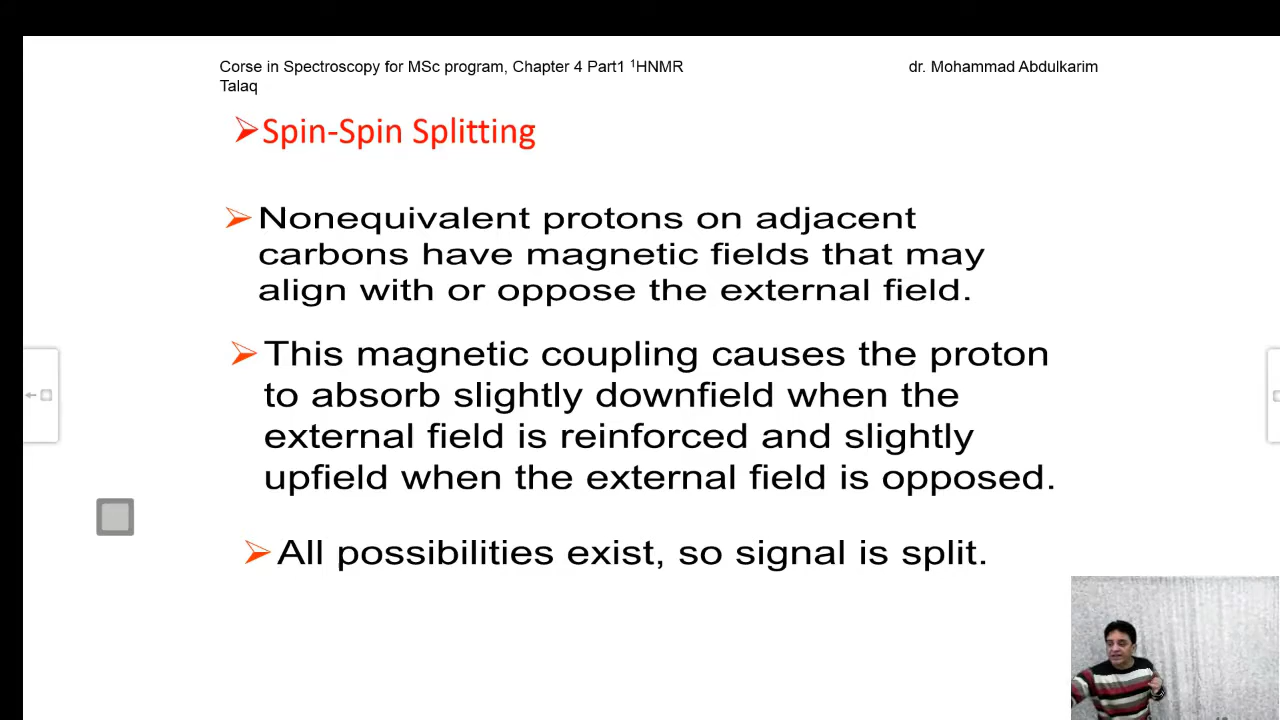 Corse in Spectroscopy for MSc program, Chapter 4 Part1 ¹HNMR dr. Mohammad Abdulkarim
Talaq
Spin-Spin Splitting
Nonequivalent protons on adjacent
carbons have magnetic fields that may
align with or oppose the external field.
This magnetic coupling causes the proton
to absorb slightly downfield when the
external field is reinforced and slightly
upfield when the external field is opposed.
All possibilities exist, so signal is split.